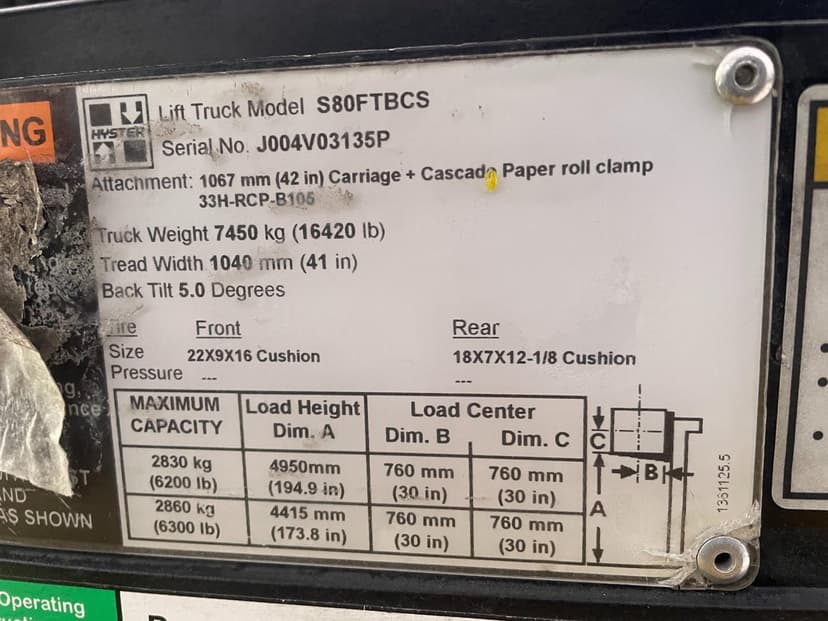 NG
HYSTER
Lift Truck Model S80FTBCS
Serial No. J004V03135P
Attachment: 1067 mm (42 in) Carriage + Cascade Paper roll clamp
33H-RCP-B105
Truck Weight 7450 kg (16420 lb)
Tread Width 1040 mm (41 in)
Back Tilt 5.0 Degrees
Tire Front Rear
Size 22X9X16 Cushion 18X7X12-1/8 Cushion
Pressure --- ---
MAXIMUM CAPACITY Load Height Dim. A Load Center Dim. B Dim. C
2830 kg (6200 lb) 4950mm (194.9 in) 760 mm (30 in) 760 mm (30 in)
2860 kg (6300 lb) 4415 mm (173.8 in) 760 mm (30 in) 760 mm (30 in)
C
B
A
1361125.5
AS SHOWN
Operating